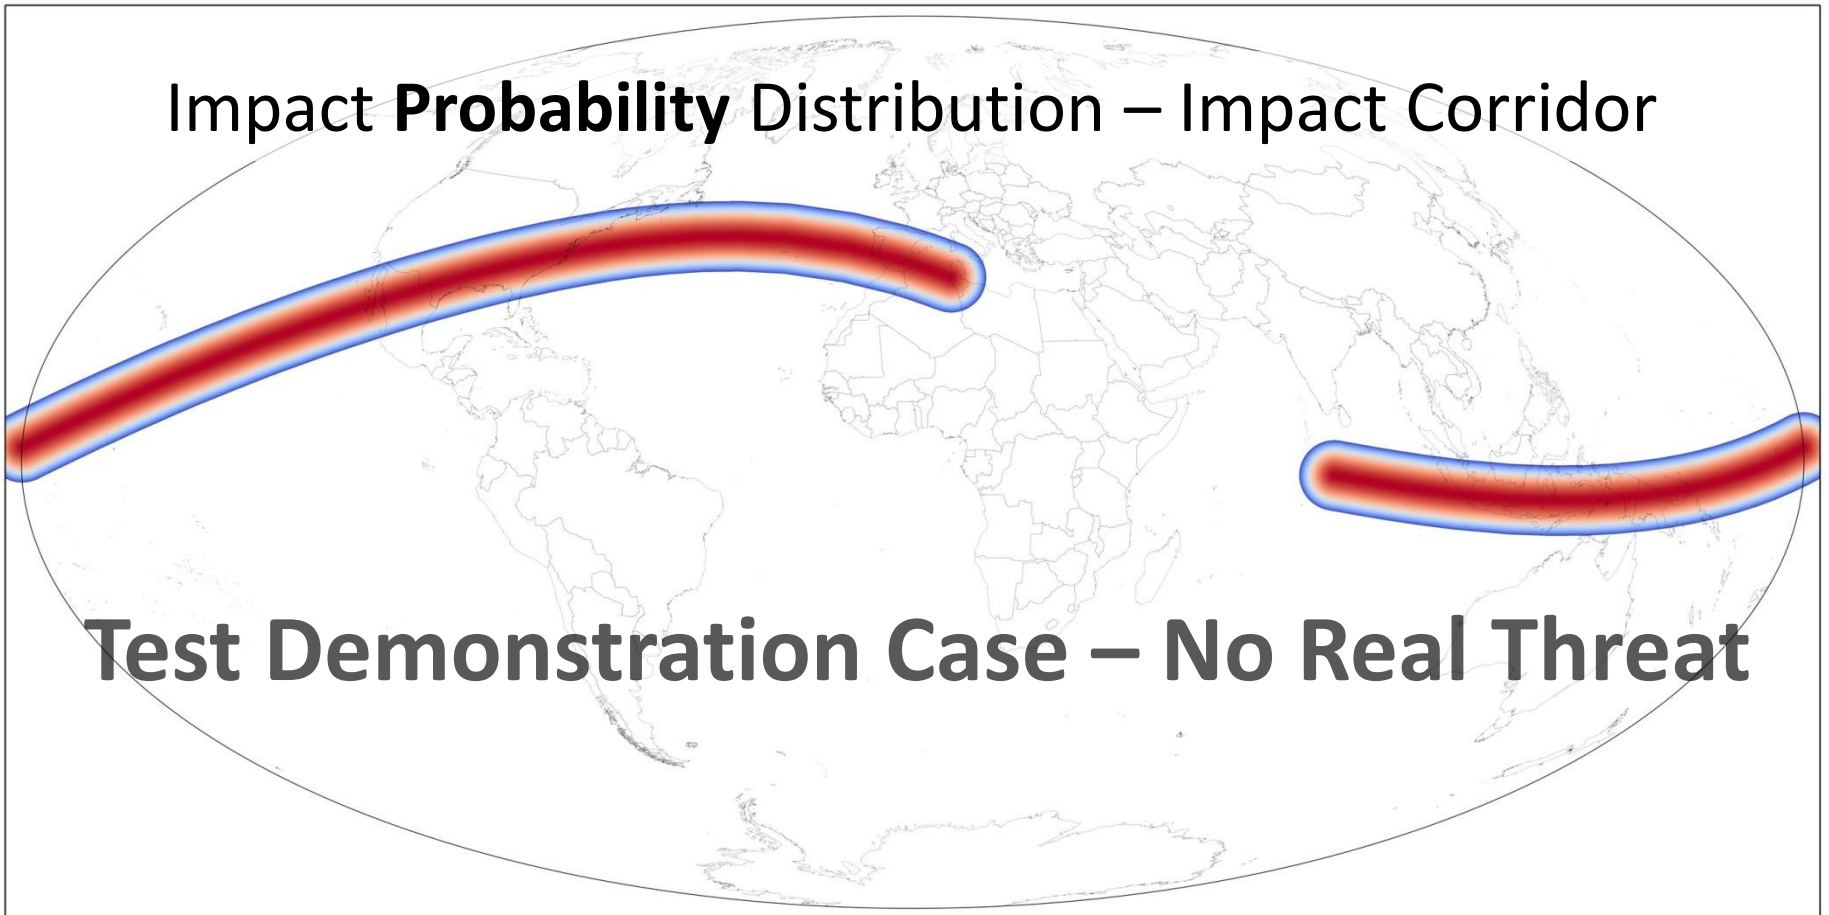 Impact Probability Distribution – Impact Corridor
Test Demonstration Case – No Real Threat